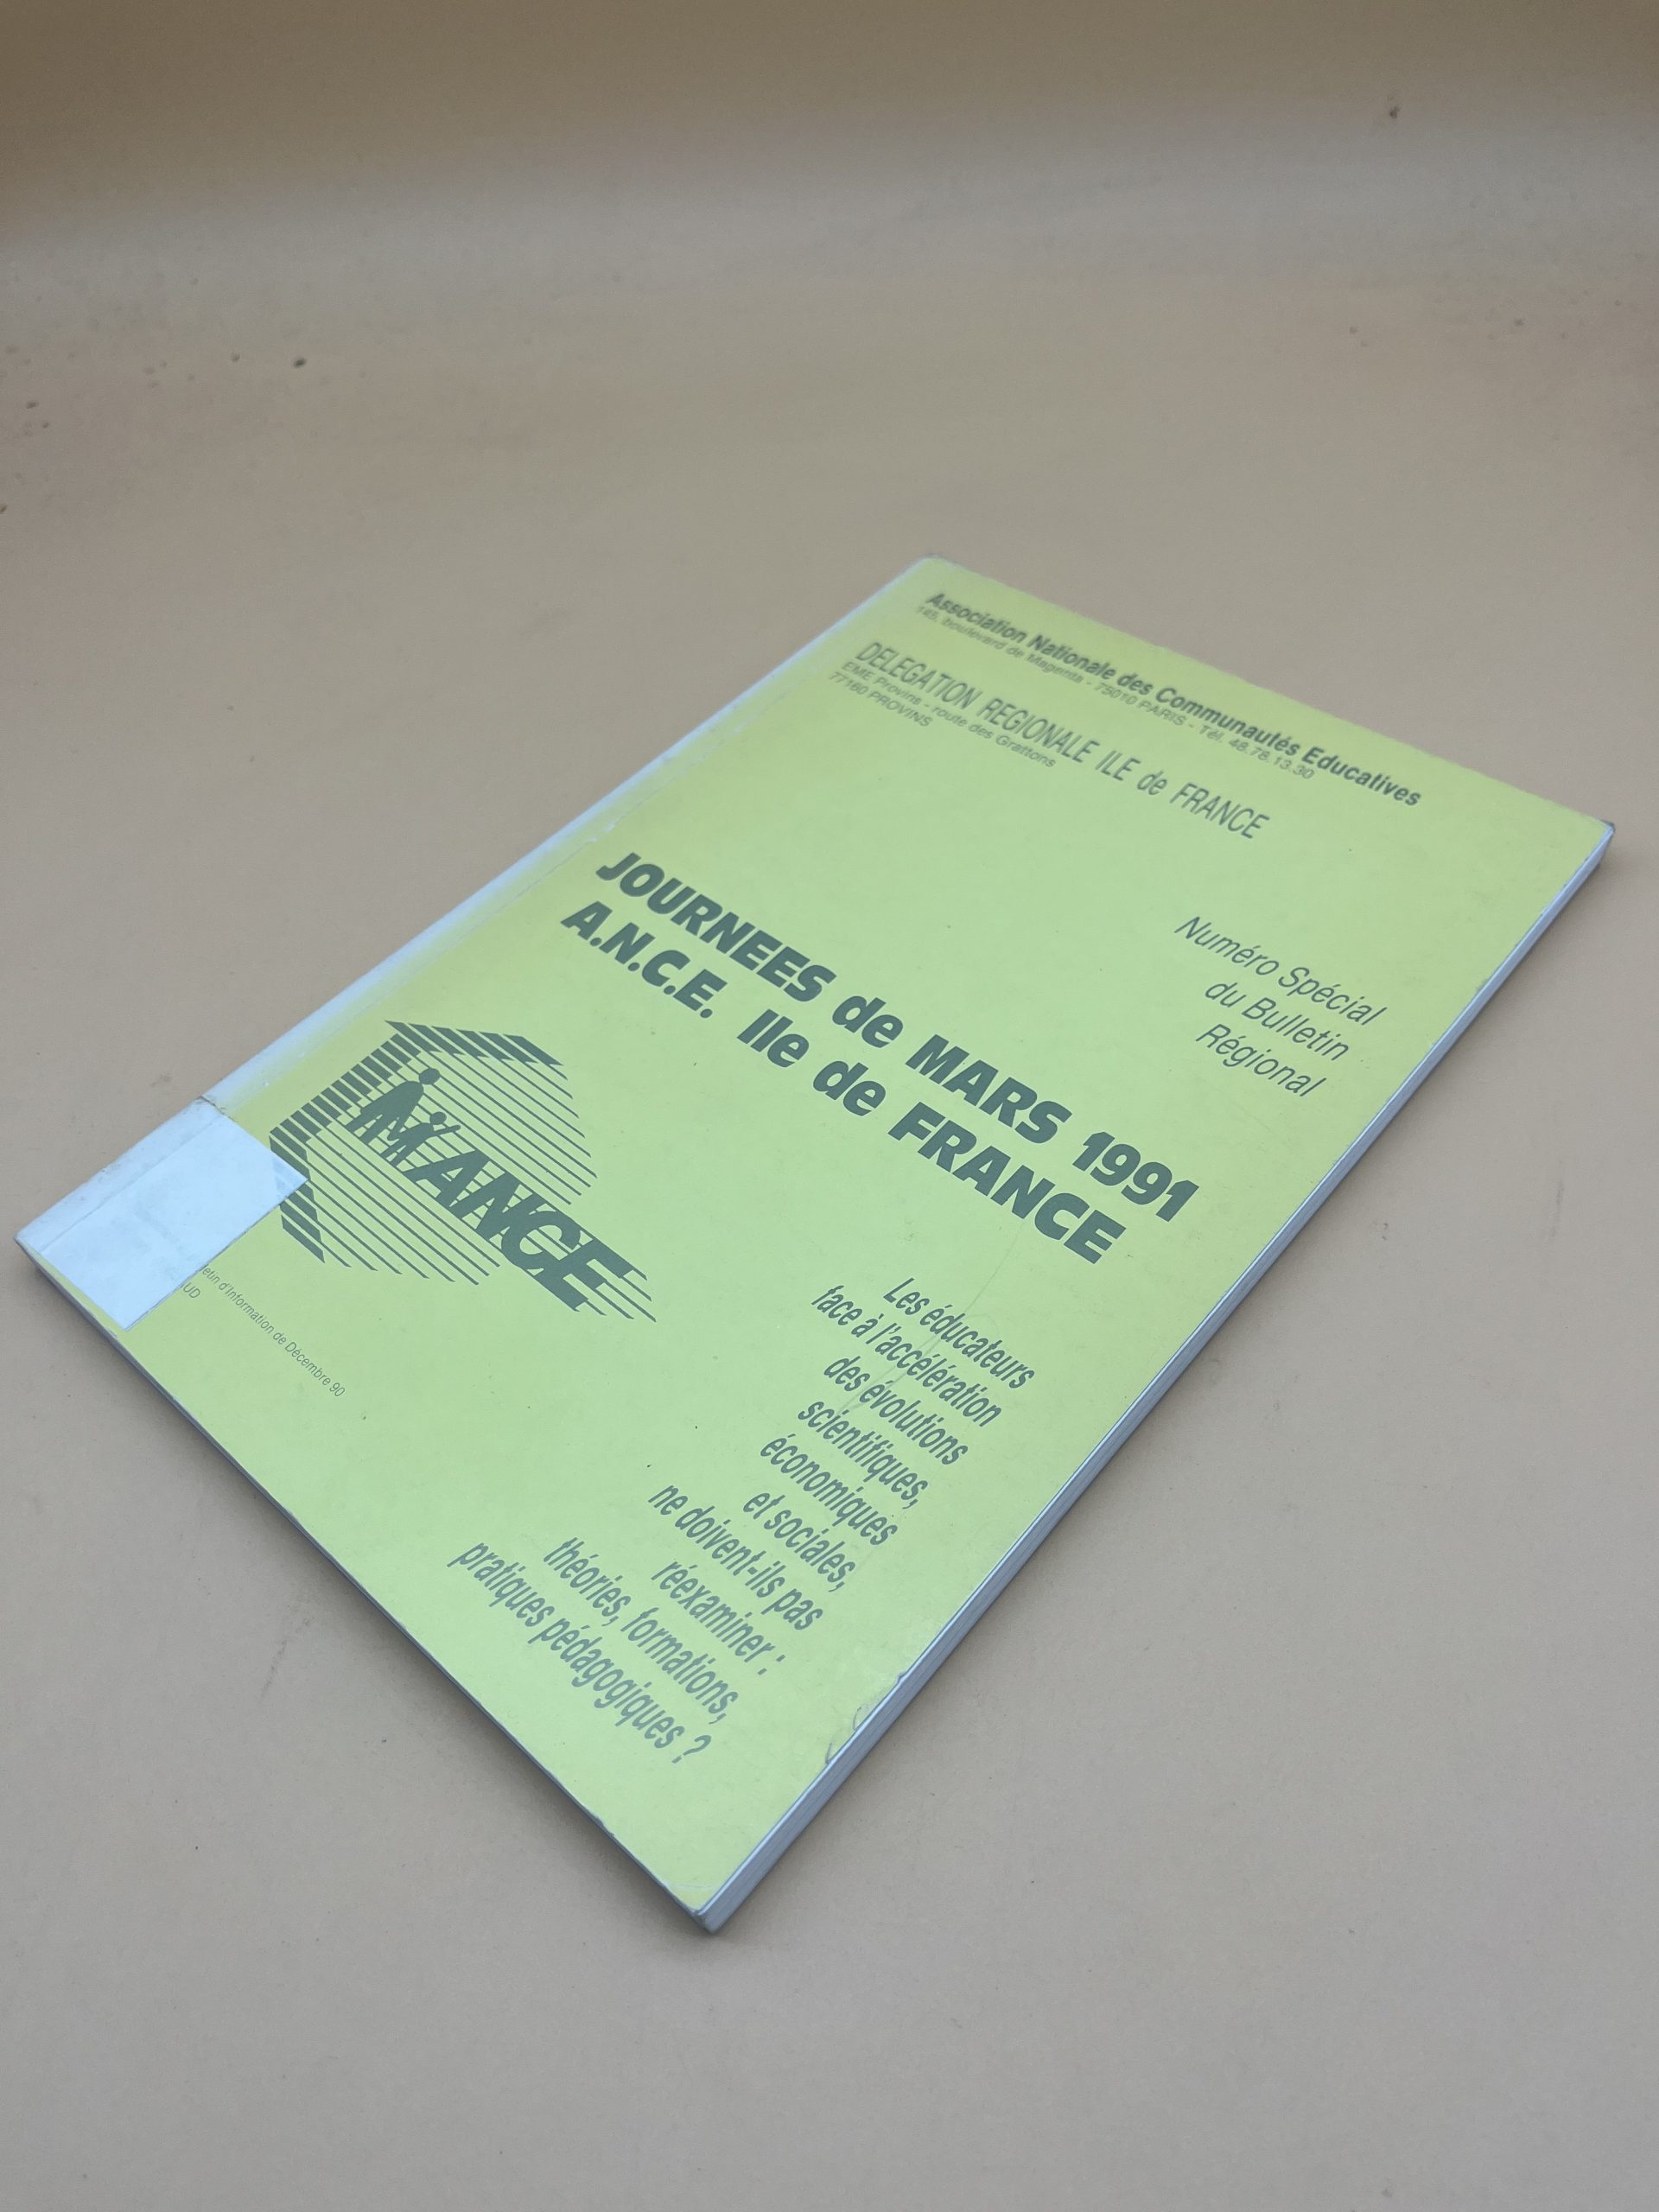 Association Nationale des Communautés Educatives
145, boulevard de Magenta - 75010 PARIS - Tél. 48.78.13.30
DELEGATION REGIONALE ILE de FRANCE
EME Provins - route des Grattons
77160 PROVINS
Numéro Spécial
du Bulletin
Régional
JOURNEES de MARS 1991
A.N.C.E. Ile de FRANCE
ANCE
Les éducateurs
face à l'accélération
des évolutions
scientifiques,
économiques
et sociales,
ne doivent-ils pas
réexaminer :
théories, formations,
pratiques pédagogiques ?
d'Information de Décembre 90